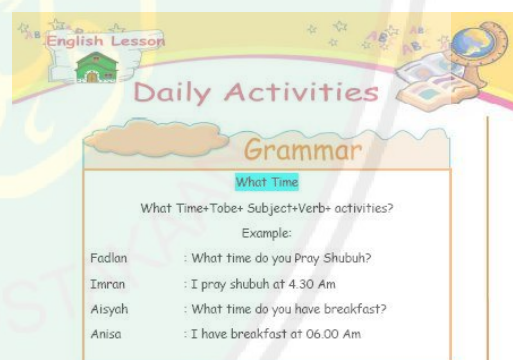 English Lesson
Daily Activities
Grammar
What Time
What Time+Tobe+ Subject+Verb+ activities?
Example:
Fadlan : What time do you Pray Shubuh?
Imran : I pray shubuh at 4.30 Am
Aisyah : What time do you have breakfast?
Anisa : I have breakfast at 06.00 Am